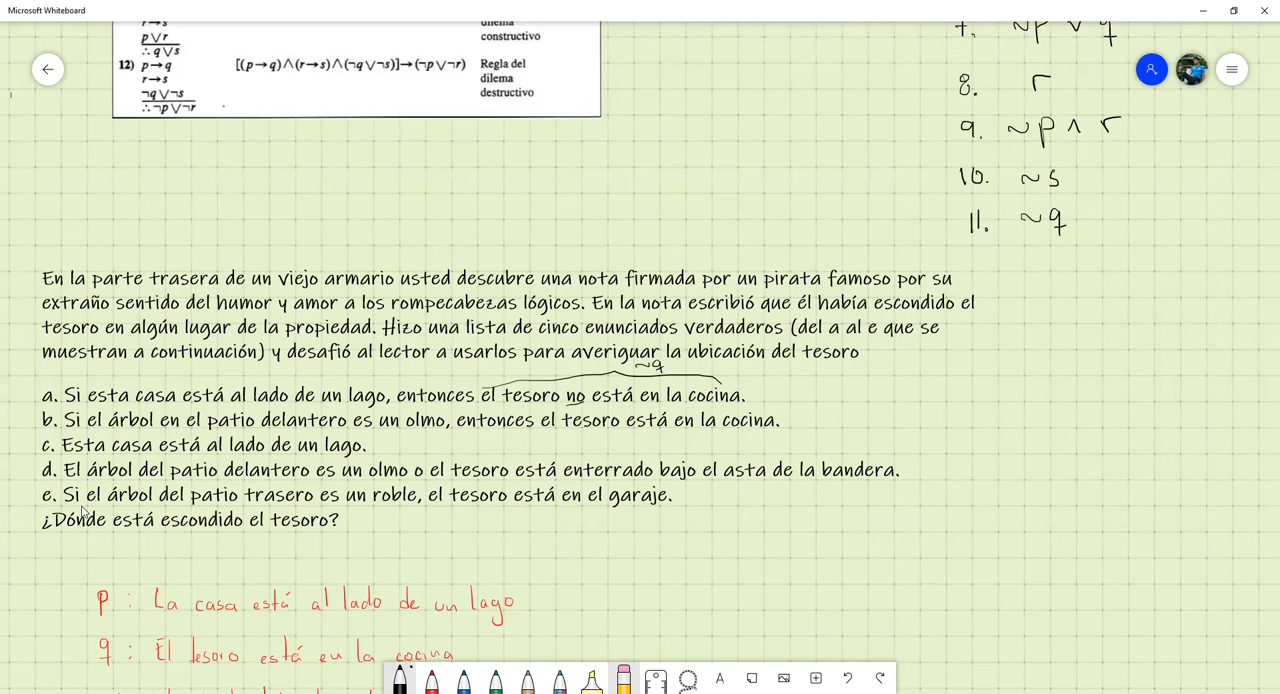 Microsoft Whiteboard
r→s dilema
p∨r constructivo
∴ q∨s
12) p→q [(p→q)∧(r→s)∧(¬q∨¬s)]→(¬p∨¬r) Regla del
r→s dilema
¬q∨¬s destructivo
∴ ¬p∨¬r
7. ~p ∨ q
8. r
9. ~p ∧ r
10. ~s
11. ~q
En la parte trasera de un viejo armario usted descubre una nota firmada por un pirata famoso por su
extraño sentido del humor y amor a los rompecabezas lógicos. En la nota escribió que él había escondido el
tesoro en algún lugar de la propiedad. Hizo una lista de cinco enunciados verdaderos (del a al e que se
muestran a continuación) y desafió al lector a usarlos para averiguar la ubicación del tesoro
~q
a. Si esta casa está al lado de un lago, entonces el tesoro no está en la cocina.
b. Si el árbol en el patio delantero es un olmo, entonces el tesoro está en la cocina.
c. Esta casa está al lado de un lago.
d. El árbol del patio delantero es un olmo o el tesoro está enterrado bajo el asta de la bandera.
e. Si el árbol del patio trasero es un roble, el tesoro está en el garaje.
¿Dónde está escondido el tesoro?
p : La casa está al lado de un lago
q : El tesoro está en la cocina